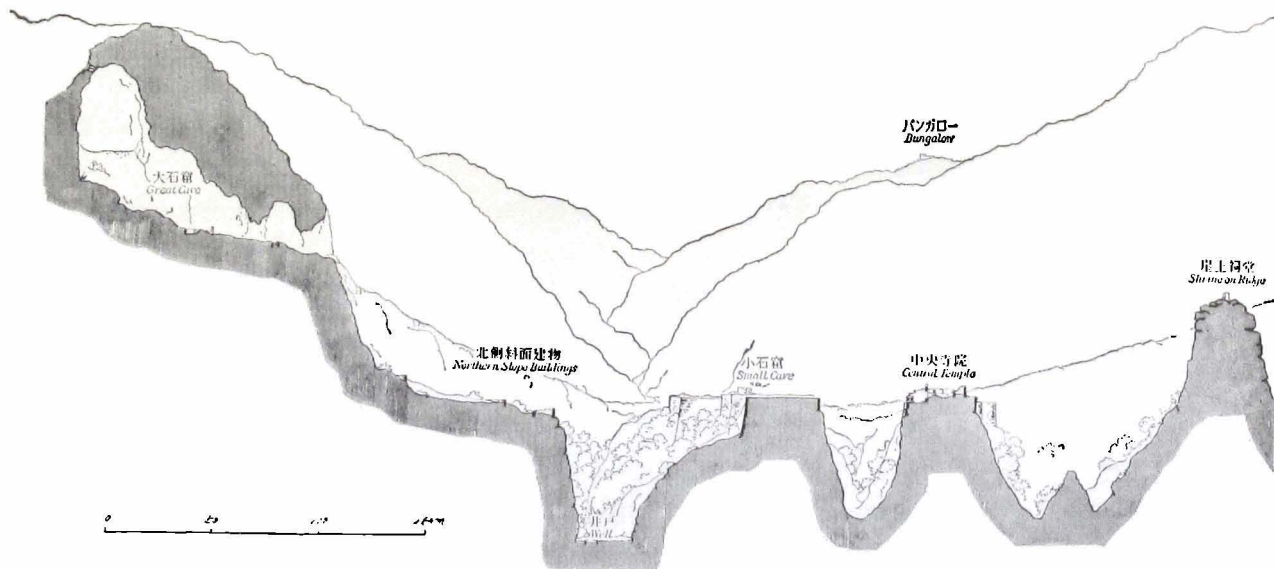 バンガロー
Bungalow
大石窟
Great Cave
崖上祠堂
Shrine on Ridge
北側斜面建物
Northern Slope Buildings
小石窟
Small Cave
中央寺院
Central Temple
井戸
Well
0